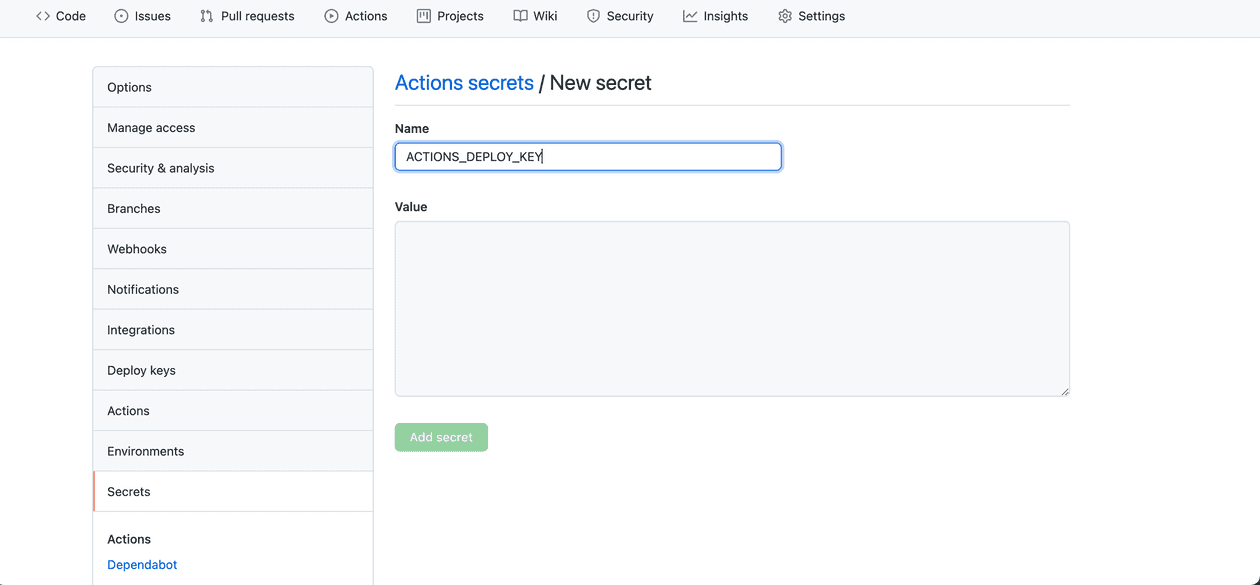 Code Issues Pull requests Actions Projects Wiki Security Insights Settings
Options
Manage access
Security & analysis
Branches
Webhooks
Notifications
Integrations
Deploy keys
Actions
Environments
Secrets
Actions
Dependabot
Actions secrets / New secret
Name
ACTIONS_DEPLOY_KEY
Value
Add secret